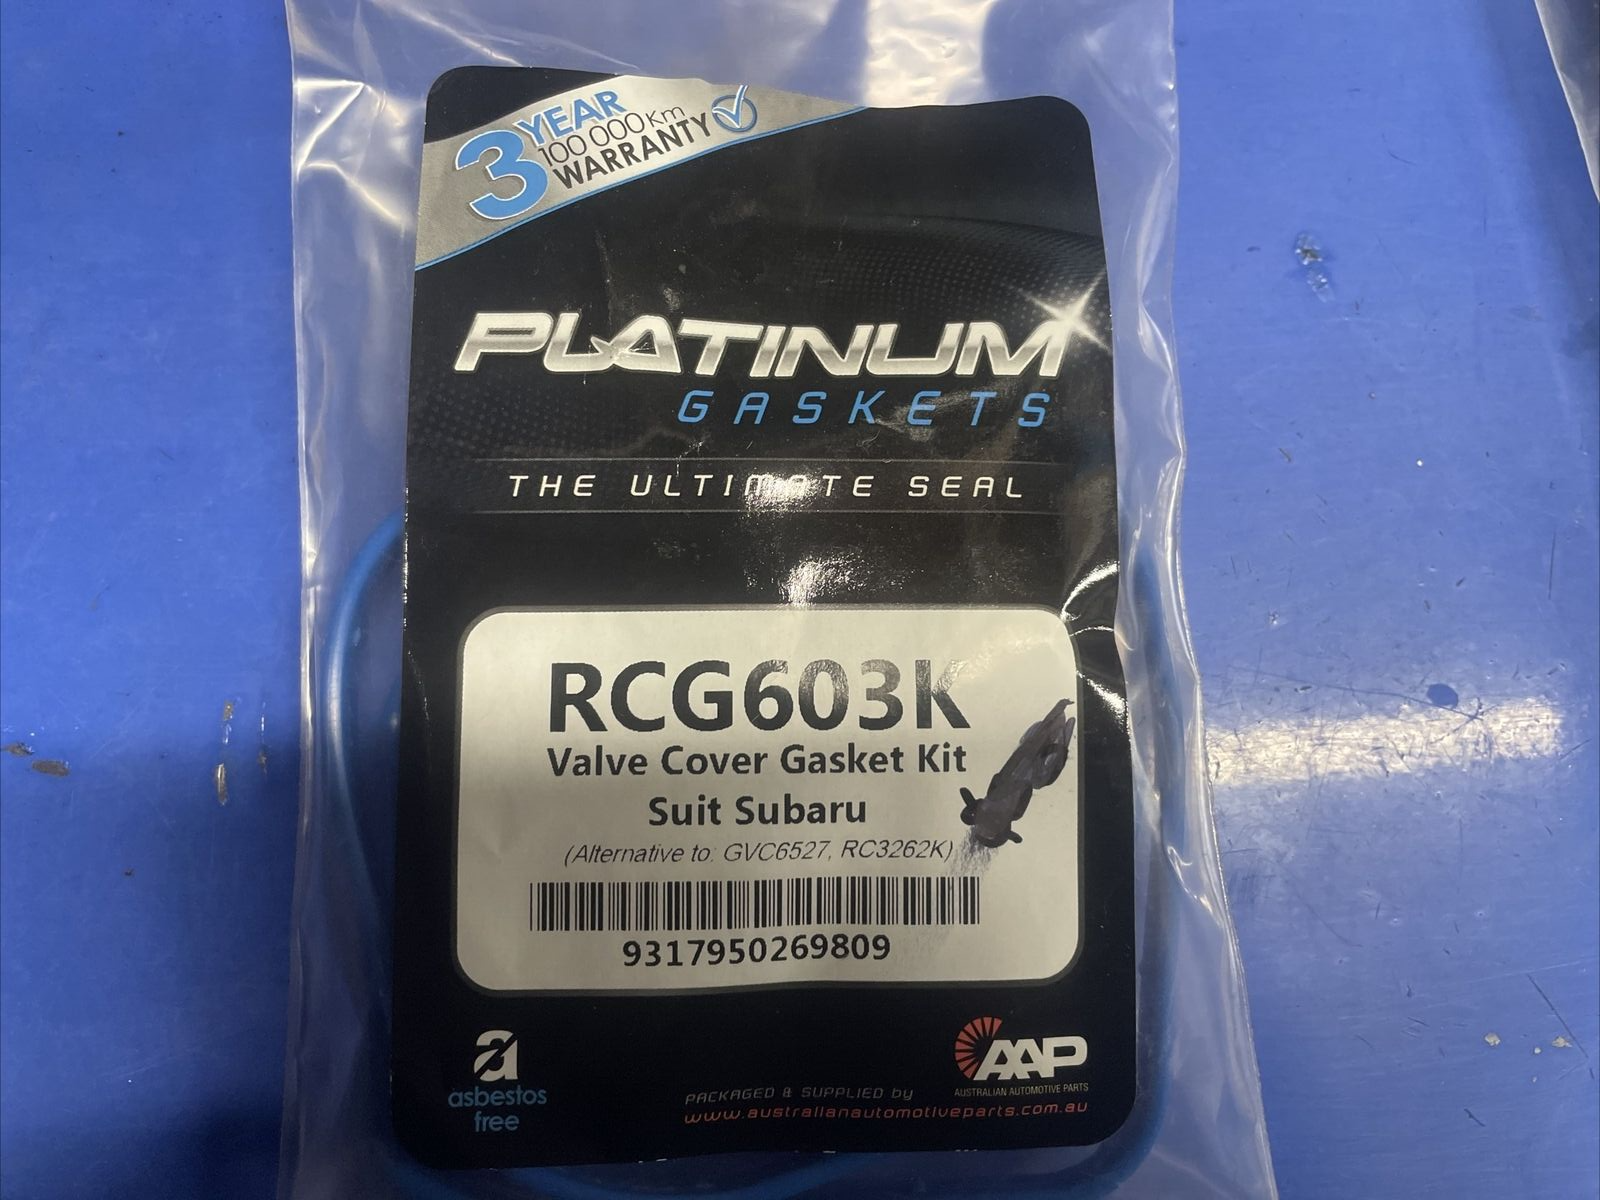 3 YEAR
100 000 Km
WARRANTY
PLATINUM
GASKETS
THE ULTIMATE SEAL
RCG603K
Valve Cover Gasket Kit
Suit Subaru
(Alternative to: GVC6527, RC3262K)
9317950269809
a
asbestos
free
AAP
AUSTRALIAN AUTOMOTIVE PARTS
PACKAGED & SUPPLIED by
www.australianautomotiveparts.com.au